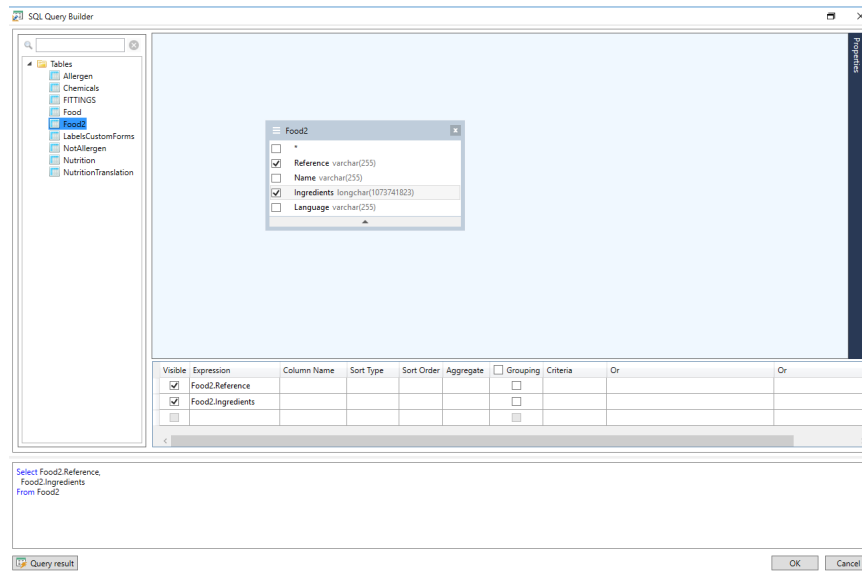 SQL Query Builder
Tables
Allergen
Chemicals
FITTINGS
Food
Food2
LabelsCustomForms
NotAllergen
Nutrition
NutritionTranslation
Properties
Food2
*
Reference varchar(255)
Name varchar(255)
Ingredients longchar(1073741823)
Language varchar(255)
Visible Expression Column Name Sort Type Sort Order Aggregate Grouping Criteria Or Or
Food2.Reference
Food2.Ingredients
Select Food2.Reference,
Food2.Ingredients
From Food2
Query result OK Cancel